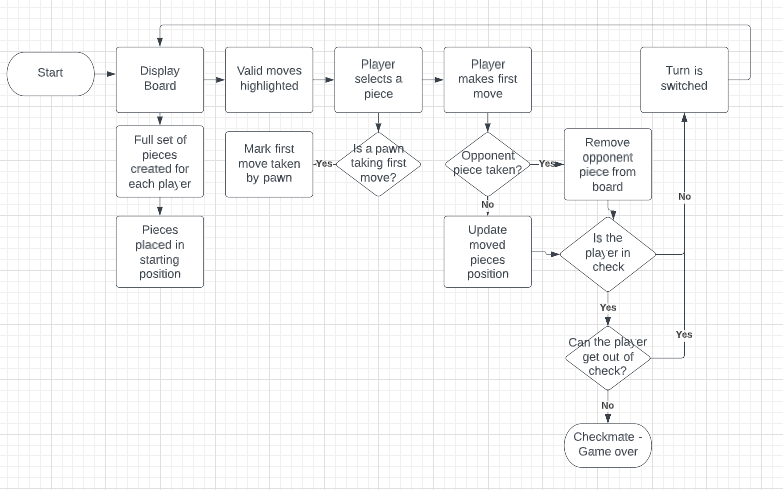 Start
Display
Board
Valid moves
highlighted
Player
selects a
piece
Player
makes first
move
Turn is
switched
Full set of
pieces
created for
each player
Mark first
move taken
by pawn
Yes
Is a pawn
taking first
move?
Opponent
piece taken?
Yes
Remove
opponent
piece from
board
No
No
Pieces
placed in
starting
position
Update
moved
pieces
position
Is the
player in
check
Yes
Yes
Can the player
get out of
check?
No
Checkmate -
Game over